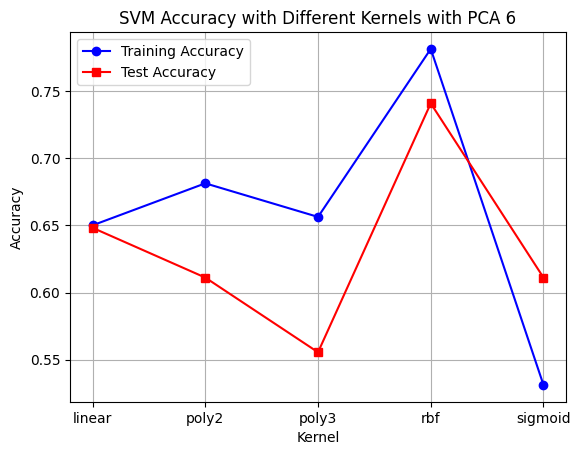 SVM Accuracy with Different Kernels with PCA 6
Training Accuracy
Test Accuracy
Accuracy
0.75
0.70
0.65
0.60
0.55
linear poly2 poly3 rbf sigmoid
Kernel